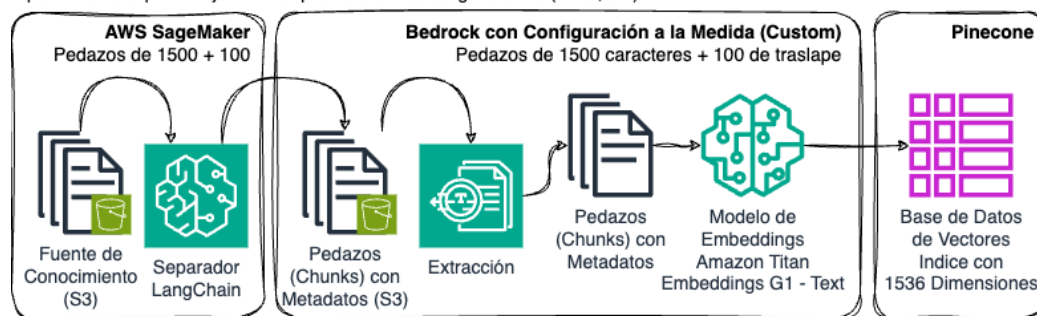 AWS SageMaker
Pedazos de 1500 + 100
Fuente de
Conocimiento
(S3)
Separador
LangChain
Bedrock con Configuración a la Medida (Custom)
Pedazos de 1500 caracteres + 100 de traslape
Pedazos
(Chunks) con
Metadatos (S3)
Extracción
Pedazos
(Chunks) con
Metadatos
Modelo de
Embeddings
Amazon Titan
Embeddings G1 - Text
Pinecone
Base de Datos
de Vectores
Indice con
1536 Dimensiones